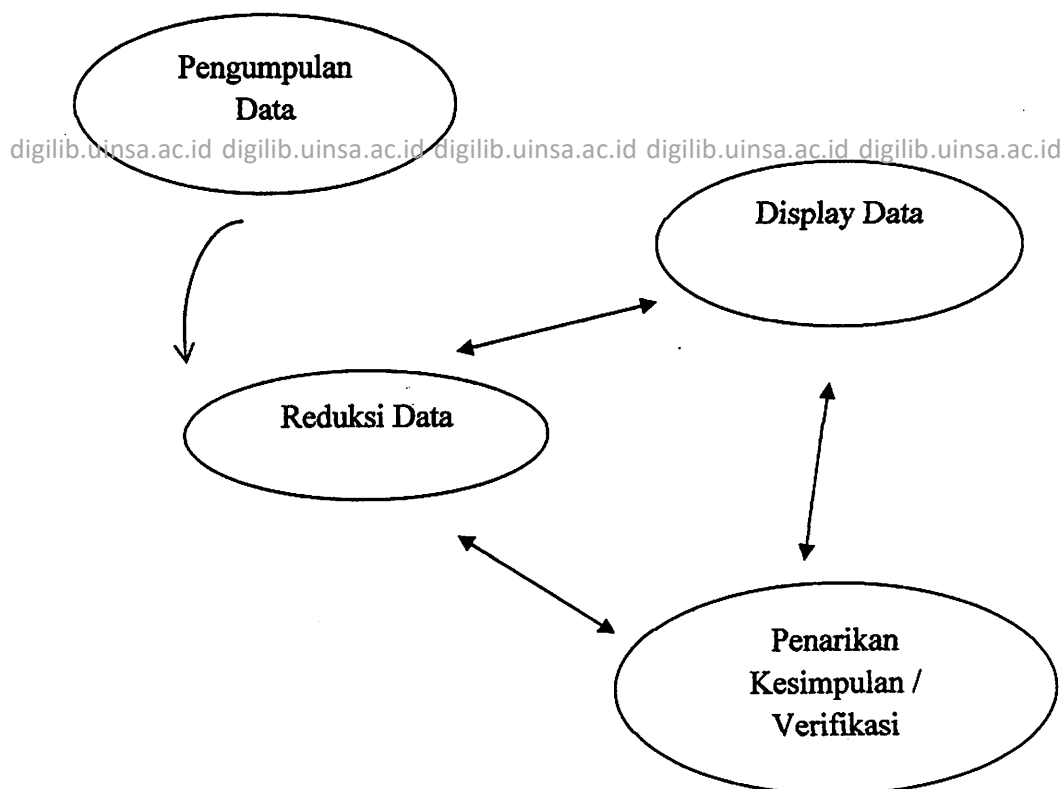 Pengumpulan
Data
digilib.uinsa.ac.id digilib.uinsa.ac.id digilib.uinsa.ac.id digilib.uinsa.ac.id digilib.uinsa.ac.id
Display Data
Reduksi Data
Penarikan
Kesimpulan /
Verifikasi